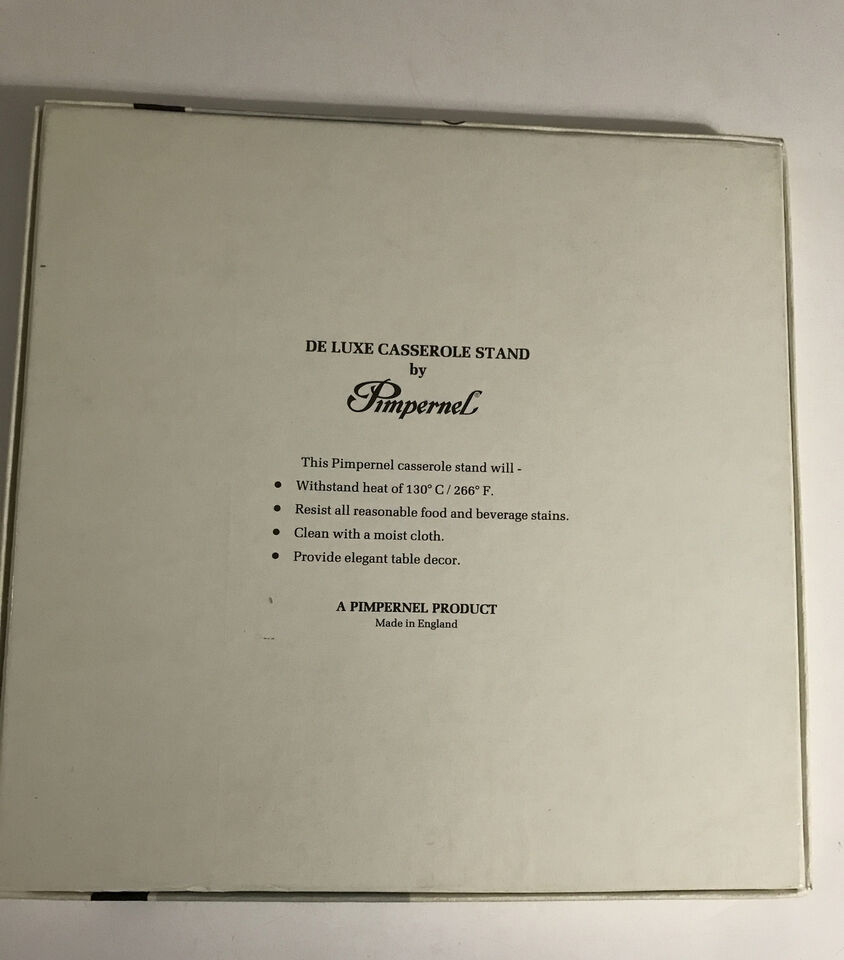 DE LUXE CASSEROLE STAND
by
Pimpernel
This Pimpernel casserole stand will -
• Withstand heat of 130° C / 266° F.
• Resist all reasonable food and beverage stains.
• Clean with a moist cloth.
• Provide elegant table decor.
A PIMPERNEL PRODUCT
Made in England